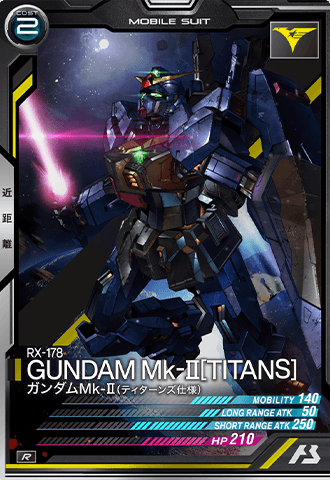 COST
2
MOBILE SUIT
近距離
RX-178
GUNDAM Mk-II[TITANS]
ガンダムMk-II(ティターンズ仕様)
MOBILITY 140
LONG RANGE ATK 50
SHORT RANGE ATK 250
HP 210
R